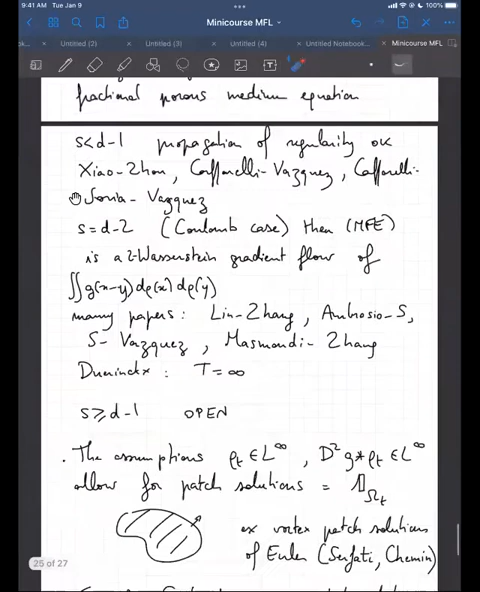 9:41 AM Tue Jan 9
100%
Minicourse MFL
Untitled (2)
Untitled (3)
Untitled (4)
Untitled Notebook...
Minicourse MFL
fractional porous medium equation
s<d-1 propagation of regularity ok
Xiao-Zhou, Caffarelli-Vazquez, Caffarelli-
Soria-Vazquez
s=d-2 (Coulomb case) then (MFE)
is a 2-Wasserstein gradient flow of
∬g(x-y)dρ(x)dρ(y)
many papers: Lin-Zhang, Ambrosio-S,
S-Vazquez, Masmoudi-Zhang
Duerinckx: T=∞
s≥d-1 OPEN
. The assumptions ρt∈L^∞, D²g*ρt∈L^∞
allow for patch solutions = 𝟙_Ωt
ex vortex patch solutions
of Euler (Serfati, Chemin)
25 of 27